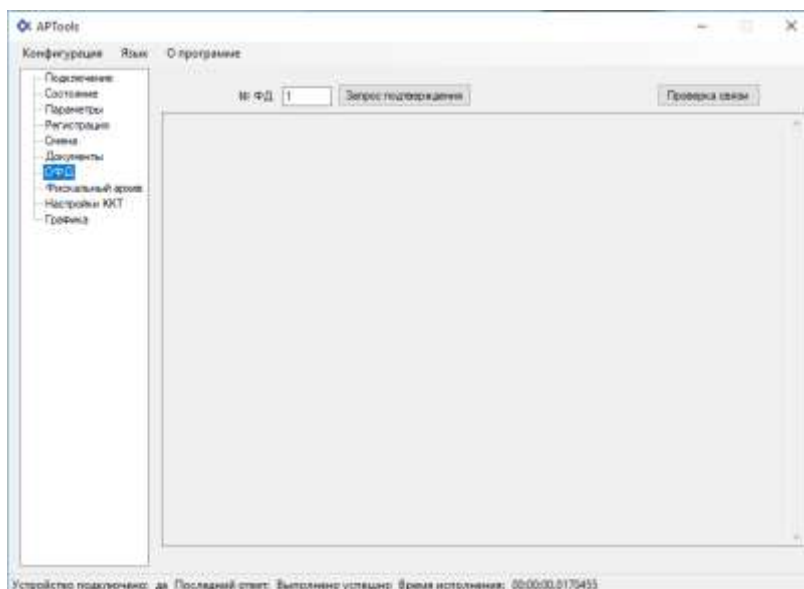 APTools
Конфигурация Язык О программе
Подключение
Состояние
Параметры
Регистрация
Смена
Документы
ОФД
Фискальный архив
Настройки ККТ
Графика
№ ФД 1 Запрос подтверждения Проверка связи
Устройство подключено: да Последний ответ: Выполнено успешно Время исполнения: 00:00:00.0170455